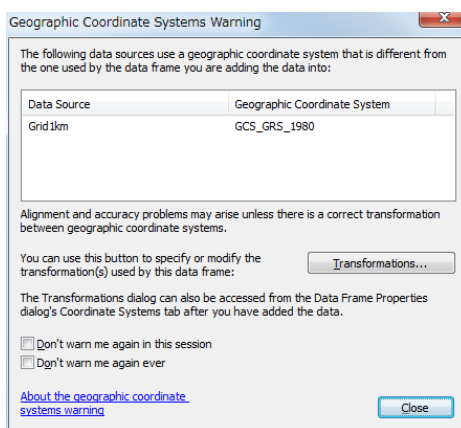 Geographic Coordinate Systems Warning
The following data sources use a geographic coordinate system that is different from
the one used by the data frame you are adding the data into:
Data Source Geographic Coordinate System
Grid1km GCS_GRS_1980
Alignment and accuracy problems may arise unless there is a correct transformation
between geographic coordinate systems.
You can use this button to specify or modify the
transformation(s) used by this data frame:
Transformations...
The Transformations dialog can also be accessed from the Data Frame Properties
dialog's Coordinate Systems tab after you have added the data.
Don't warn me again in this session
Don't warn me again ever
About the geographic coordinate
systems warning
Close